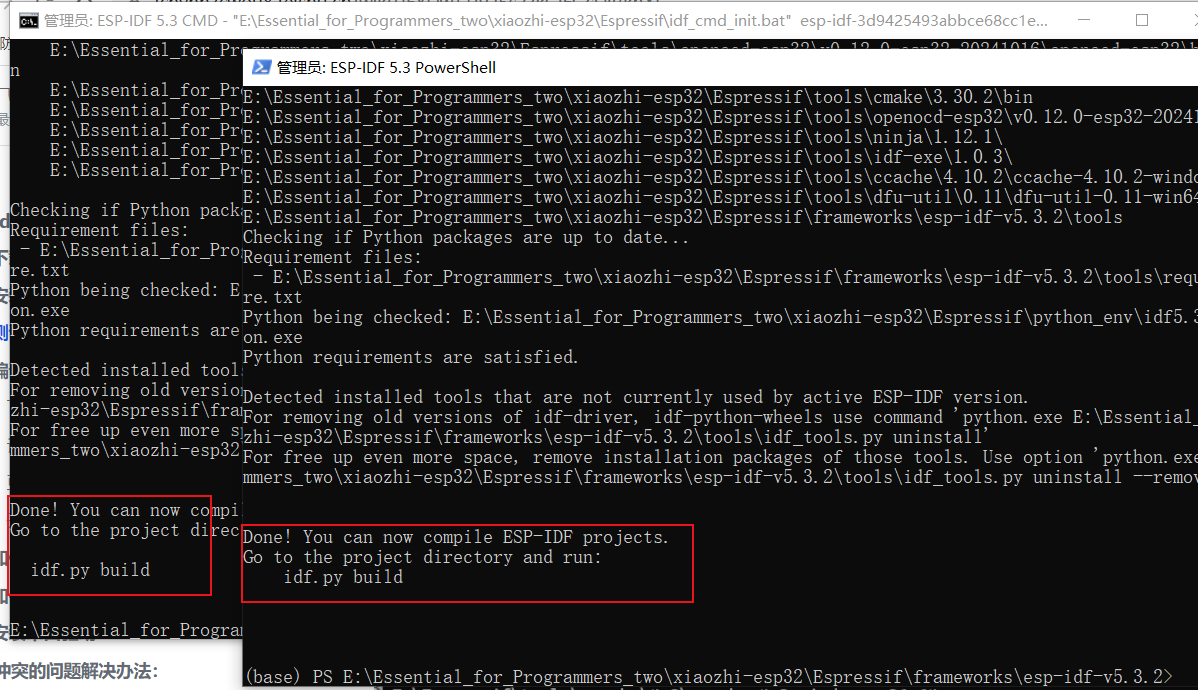 管理员: ESP-IDF 5.3 CMD - "E:\Essential_for_Programmers_two\xiaozhi-esp32\Espressif\idf_cmd_init.bat" esp-idf-3d9425493abbce68cc1e...
E:\Essential_for_Pro
n
E:\Essential_for_Pro
E:\Essential_for_Pro
E:\Essential_for_Pro
E:\Essential_for_Pro
E:\Essential_for_Pro
Checking if Python pack
Requirement files:
- E:\Essential_for_Pro
re.txt
Python being checked: E
on.exe
Python requirements are
Detected installed tool
For removing old versio
zhi-esp32\Espressif\fra
For free up even more s
mmers_two\xiaozhi-esp32
Done! You can now compi
Go to the project direc
idf.py build
E:\Essential_for_Progra
冲突的问题解决办法：
管理员: ESP-IDF 5.3 PowerShell
E:\Essential_for_Programmers_two\xiaozhi-esp32\Espressif\tools\cmake\3.30.2\bin
E:\Essential_for_Programmers_two\xiaozhi-esp32\Espressif\tools\openocd-esp32\v0.12.0-esp32-20241
E:\Essential_for_Programmers_two\xiaozhi-esp32\Espressif\tools\ninja\1.12.1\
E:\Essential_for_Programmers_two\xiaozhi-esp32\Espressif\tools\idf-exe\1.0.3\
E:\Essential_for_Programmers_two\xiaozhi-esp32\Espressif\tools\ccache\4.10.2\ccache-4.10.2-windo
E:\Essential_for_Programmers_two\xiaozhi-esp32\Espressif\tools\dfu-util\0.11\dfu-util-0.11-win64
E:\Essential_for_Programmers_two\xiaozhi-esp32\Espressif\frameworks\esp-idf-v5.3.2\tools
Checking if Python packages are up to date...
Requirement files:
- E:\Essential_for_Programmers_two\xiaozhi-esp32\Espressif\frameworks\esp-idf-v5.3.2\tools\requ
re.txt
Python being checked: E:\Essential_for_Programmers_two\xiaozhi-esp32\Espressif\python_env\idf5.3
on.exe
Python requirements are satisfied.
Detected installed tools that are not currently used by active ESP-IDF version.
For removing old versions of idf-driver, idf-python-wheels use command 'python.exe E:\Essential_
zhi-esp32\Espressif\frameworks\esp-idf-v5.3.2\tools\idf_tools.py uninstall'
For free up even more space, remove installation packages of those tools. Use option 'python.exe
mmers_two\xiaozhi-esp32\Espressif\frameworks\esp-idf-v5.3.2\tools\idf_tools.py uninstall --remov
Done! You can now compile ESP-IDF projects.
Go to the project directory and run:
idf.py build
(base) PS E:\Essential_for_Programmers_two\xiaozhi-esp32\Espressif\frameworks\esp-idf-v5.3.2>